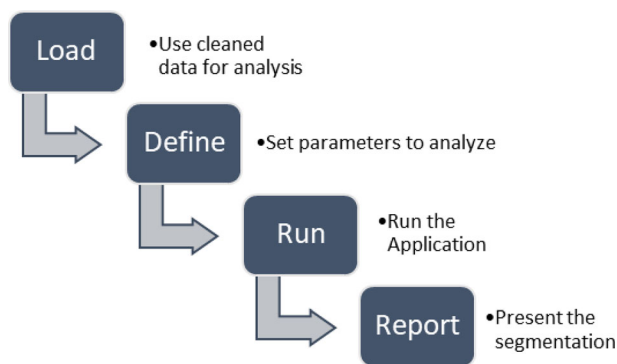 Load
•Use cleaned
data for analysis
Define
•Set parameters to analyze
Run
•Run the
Application
Report
•Present the
segmentation